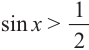 sin x > 1/2